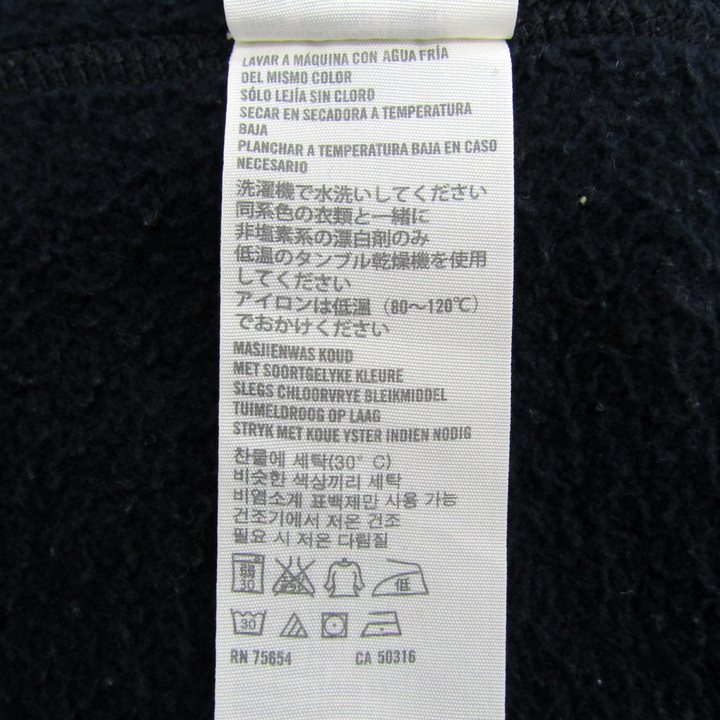 LAVAR A MÁQUINA CON AGUA FRÍA
DEL MISMO COLOR
SÓLO LEJÍA SIN CLORO
SECAR EN SECADORA A TEMPERATURA
BAJA
PLANCHAR A TEMPERATURA BAJA EN CASO
NECESARIO
洗濯機で水洗いしてください
同系色の衣類と一緒に
非塩素系の漂白剤のみ
低温のタンブル乾燥機を使用
してください
アイロンは低温（80～120℃）
でおかけください
MASJIENWAS KOUD
MET SOORTGELYKE KLEURE
SLEGS CHLOORVRYE BLEIKMIDDEL
TUIMELDROOG OP LAAG
STRYK MET KOUE YSTER INDIEN NODIG
찬물에 세탁(30° C)
비슷한 색상끼리 세탁
비염소계 표백제만 사용 가능
건조기에서 저온 건조
필요 시 저온 다림질
30 低
30
RN 75654 CA 50316